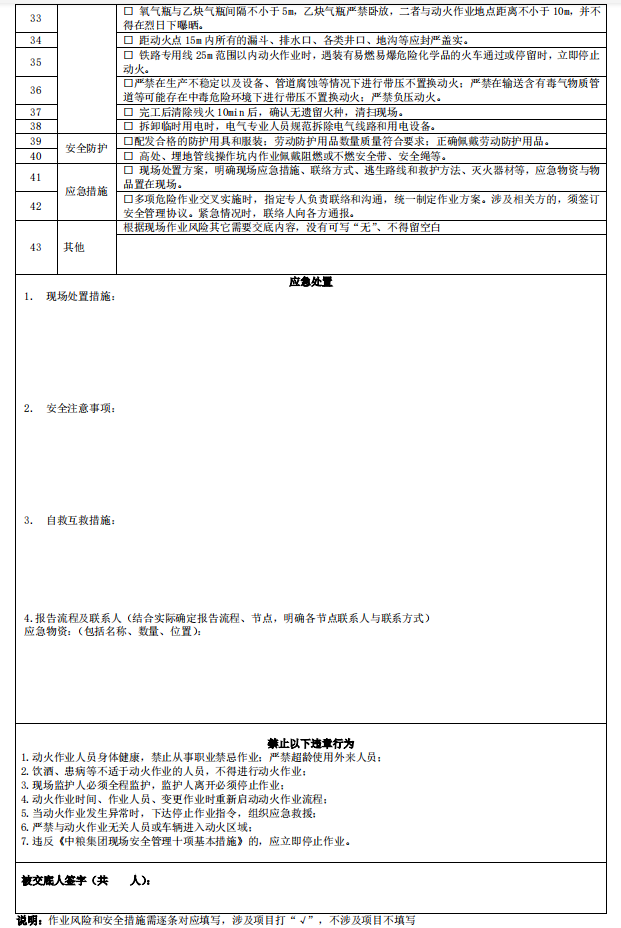 33
□ 氧气瓶与乙炔气瓶间隔不小于 5m，乙炔气瓶严禁卧放，二者与动火作业地点距离不小于 10m，并不
得在烈日下曝晒。
34
□ 距动火点 15m 内所有的漏斗、排水口、各类井口、地沟等应封严盖实。
35
□ 铁路专用线 25m 范围以内动火作业时，遇装有易燃易爆危险化学品的火车通过或停留时，立即停止
动火。
36
□严禁在生产不稳定以及设备、管道腐蚀等情况下进行带压不置换动火；严禁在输送含有毒气物质管
道等可能存在中毒危险环境下进行带压不置换动火；严禁负压动火。
37
□ 完工后清除残火 10min 后，确认无遗留火种，清扫现场。
38
□ 拆卸临时用电时，电气专业人员规范拆除电气线路和用电设备。
39
安全防护
□配发合格的防护用具和服装；劳动防护用品数量质量符合要求；正确佩戴劳动防护用品。
40
□ 高处、埋地管线操作坑内作业佩戴阻燃或不燃安全带、安全绳等。
41
应急措施
□ 现场处置方案，明确现场应急措施、联络方式、逃生路线和救护方法、灭火器材等，应急物资与物
品置在现场。
42
□多项危险作业交叉实施时，指定专人负责联络和沟通，统一制定作业方案。涉及相关方的，须签订
安全管理协议。紧急情况时，联络人向各方通报。
43
其他
根据现场作业风险其它需要交底内容，没有可写“无”、不得留空白
应急处置
1. 现场处置措施：
2. 安全注意事项：
3. 自救互救措施：
4.报告流程及联系人（结合实际确定报告流程、节点，明确各节点联系人与联系方式）
应急物资：（包括名称、数量、位置）：
禁止以下违章行为
1.动火作业人员身体健康，禁止从事职业禁忌作业；严禁超龄使用外来人员；
2.饮酒、患病等不适于动火作业的人员，不得进行动火作业；
3.现场监护人必须全程监护，监护人离开必须停止作业；
4.动火作业时间、作业人员、变更作业时重新启动动火作业流程；
5.当动火作业发生异常时，下达停止作业指令，组织应急救援；
6.严禁与动火作业无关人员或车辆进入动火区域；
7.违反《中粮集团现场安全管理十项基本措施》的，应立即停止作业。
被交底人签字（共 人）：
说明：作业风险和安全措施需逐条对应填写，涉及项目打“√”，不涉及项目不填写